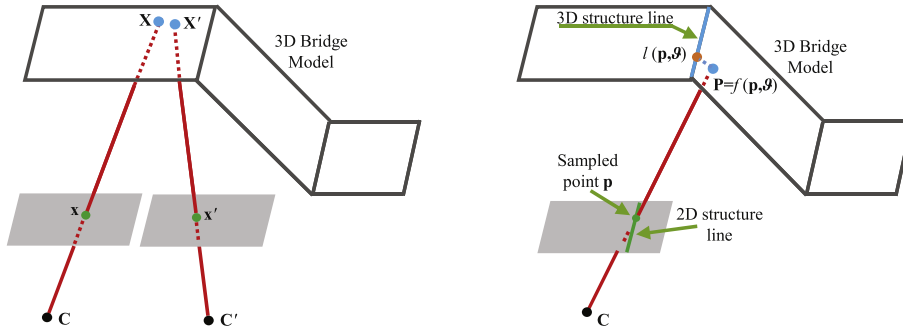 X
X′
3D Bridge
Model
x
x′
C
C′
3D structure line
l (p,ϑ)
P=f (p,ϑ)
3D Bridge
Model
Sampled
point p
2D structure
line
C